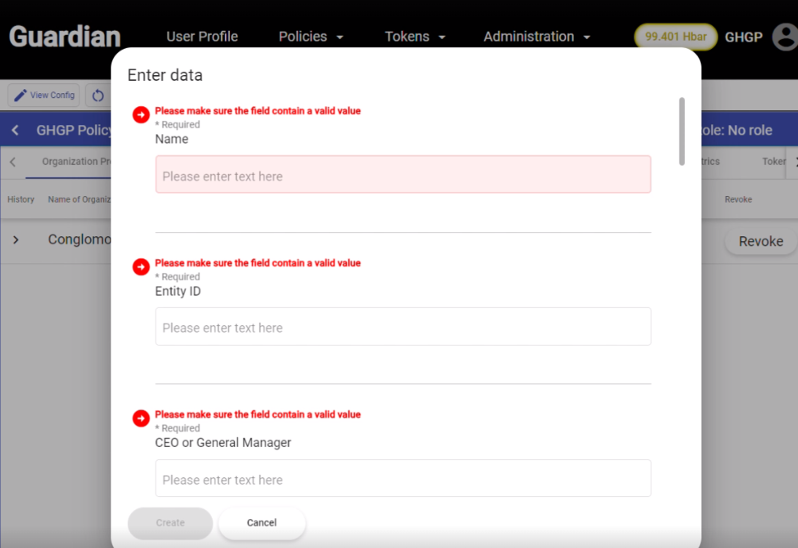 Guardian
User Profile Policies Tokens Administration 99.401 Hbar GHGP
View Config
Enter data
GHGP Policy
ole: No role
Organization Pr
trics Token
History Name of Organiz
Revoke
Conglomo
Revoke
Please make sure the field contain a valid value
* Required
Name
Please enter text here
Please make sure the field contain a valid value
* Required
Entity ID
Please enter text here
Please make sure the field contain a valid value
* Required
CEO or General Manager
Please enter text here
Create Cancel